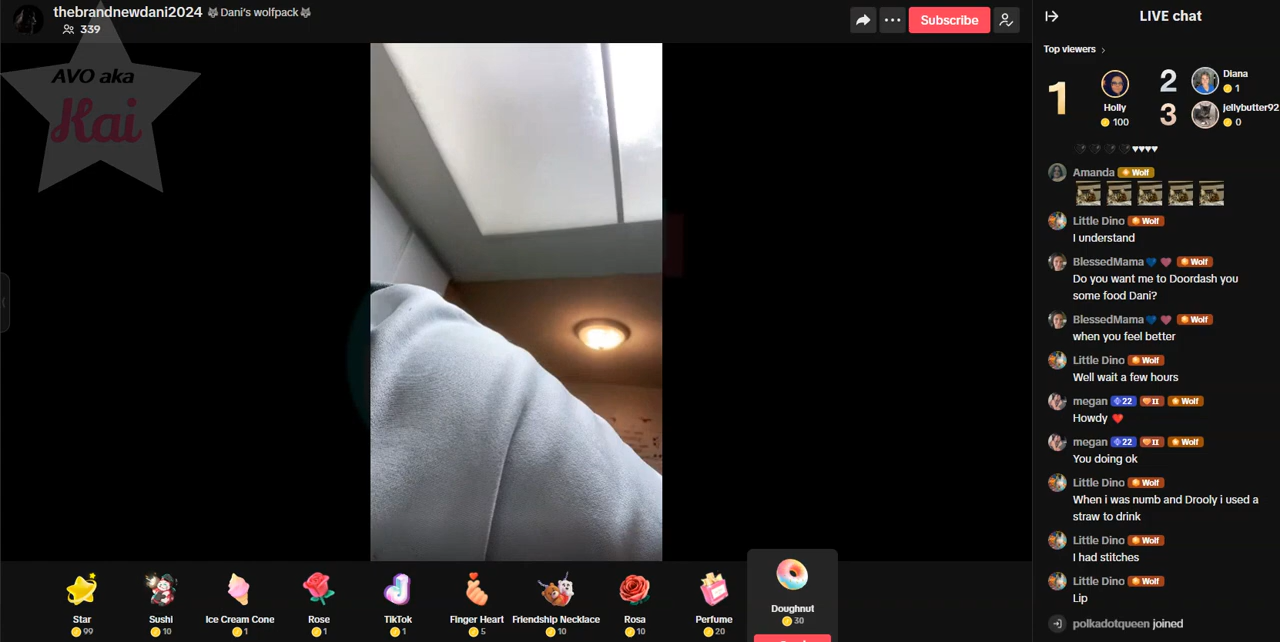 thebrandnewdani2024 🐺Dani's wolfpack🐺
339
Subscribe
AVO aka
Kai
LIVE chat
Top viewers
1
Holly
100
2
Diana
1
3
jellybutter92
0
Amanda Wolf
Little Dino Wolf
I understand
BlessedMama💙❤️ Wolf
Do you want me to Doordash you
some food Dani?
BlessedMama💙❤️ Wolf
when you feel better
Little Dino Wolf
Well wait a few hours
megan 22 II Wolf
Howdy ❤️
megan 22 II Wolf
You doing ok
Little Dino Wolf
When i was numb and Drooly i used a
straw to drink
Little Dino Wolf
I had stitches
Little Dino Wolf
Lip
polkadotqueen joined
Star
99
Sushi
10
Ice Cream Cone
1
Rose
1
TikTok
1
Finger Heart
5
Friendship Necklace
10
Rosa
10
Perfume
20
Doughnut
30